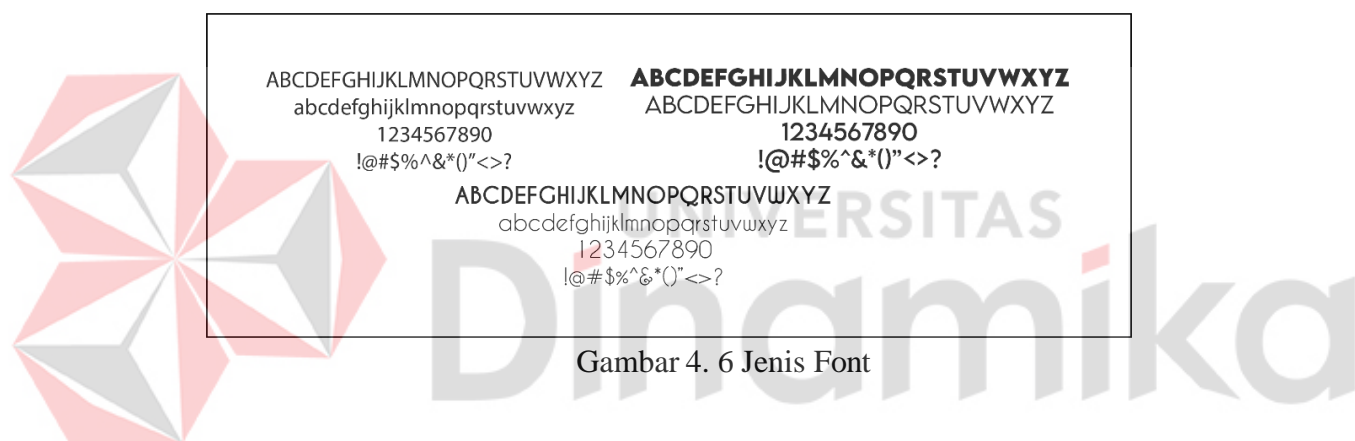 ABCDEFGHIJKLMNOPQRSTUVWXYZ
abcdefghijklmnopqrstuvwxyz
1234567890
!@#$%^&*()”<>?
ABCDEFGHIJKLMNOPQRSTUVWXYZ
ABCDEFGHIJKLMNOPQRSTUVWXYZ
1234567890
!@#$%^&*()”<>?
ABCDEFGHIJKLMNOPQRSTUVWXYZ
abcdefghijklmnopqrstuvwxyz
1234567890
!@#$%^&*()”<>?
UNIVERSITAS
Dinamika
Gambar 4. 6 Jenis Font